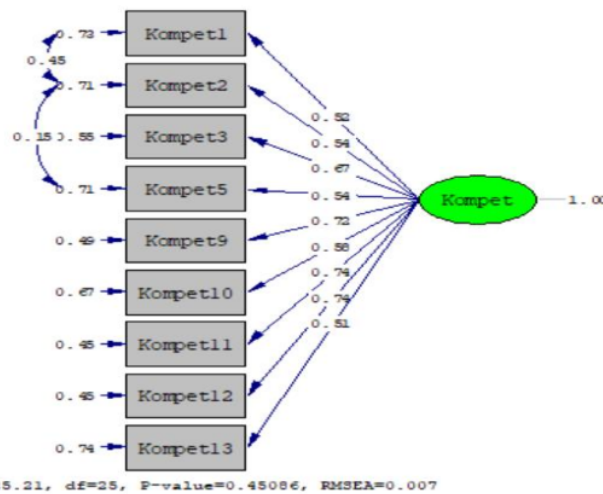 0.73 Kompet1
0.45
0.71 Kompet2
0.52
0.54
0.15 0.55 Kompet3
0.67
0.71 Kompet5
0.54
Kompet 1.00
0.72
0.49 Kompet9
0.58
0.67 Kompet10
0.74
0.74
0.45 Kompet11
0.51
0.45 Kompet12
0.74 Kompet13
5.21, df=25, P-value=0.45086, RMSEA=0.007